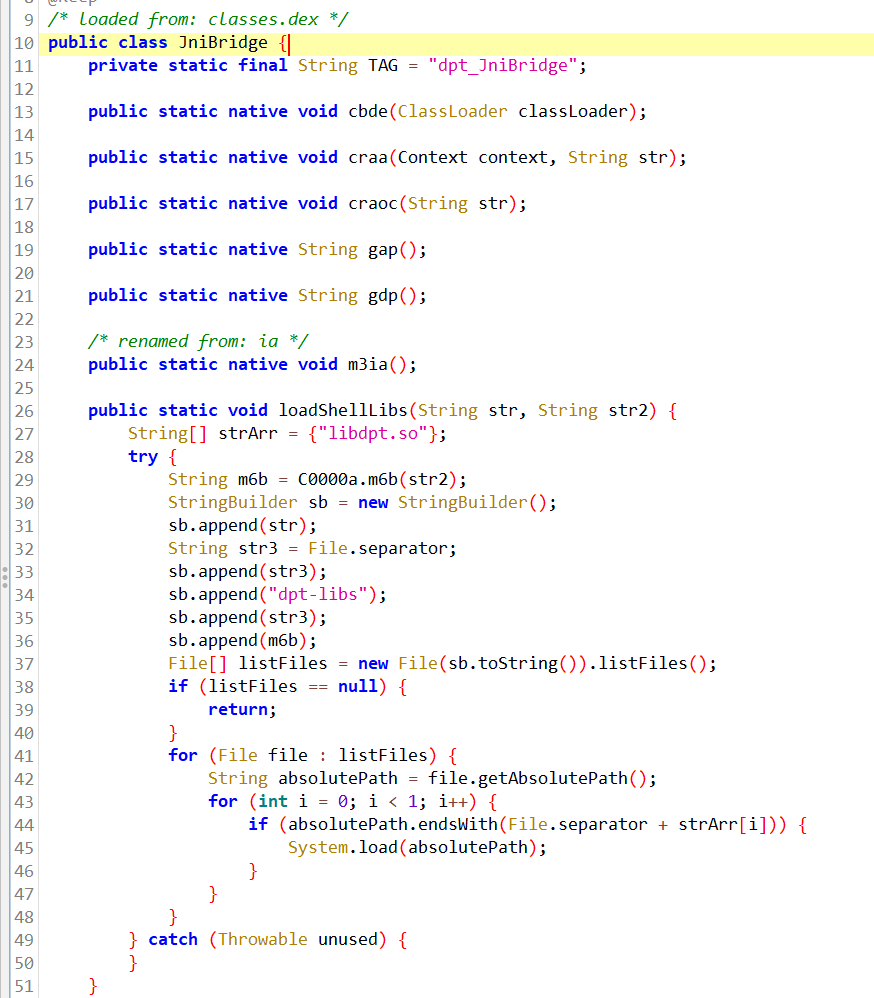 @Keep
9 /* loaded from: classes.dex */
10 public class JniBridge {
11     private static final String TAG = "dpt_JniBridge";
12
13     public static native void cbde(ClassLoader classLoader);
14
15     public static native void craa(Context context, String str);
16
17     public static native void craoc(String str);
18
19     public static native String gap();
20
21     public static native String gdp();
22
23     /* renamed from: ia */
24     public static native void m3ia();
25
26     public static void loadShellLibs(String str, String str2) {
27         String[] strArr = {"libdpt.so"};
28         try {
29             String m6b = C0000a.m6b(str2);
30             StringBuilder sb = new StringBuilder();
31             sb.append(str);
32             String str3 = File.separator;
33             sb.append(str3);
34             sb.append("dpt-libs");
35             sb.append(str3);
36             sb.append(m6b);
37             File[] listFiles = new File(sb.toString()).listFiles();
38             if (listFiles == null) {
39                 return;
40             }
41             for (File file : listFiles) {
42                 String absolutePath = file.getAbsolutePath();
43                 for (int i = 0; i < 1; i++) {
44                     if (absolutePath.endsWith(File.separator + strArr[i])) {
45                         System.load(absolutePath);
46                     }
47                 }
48             }
49         } catch (Throwable unused) {
50         }
51     }